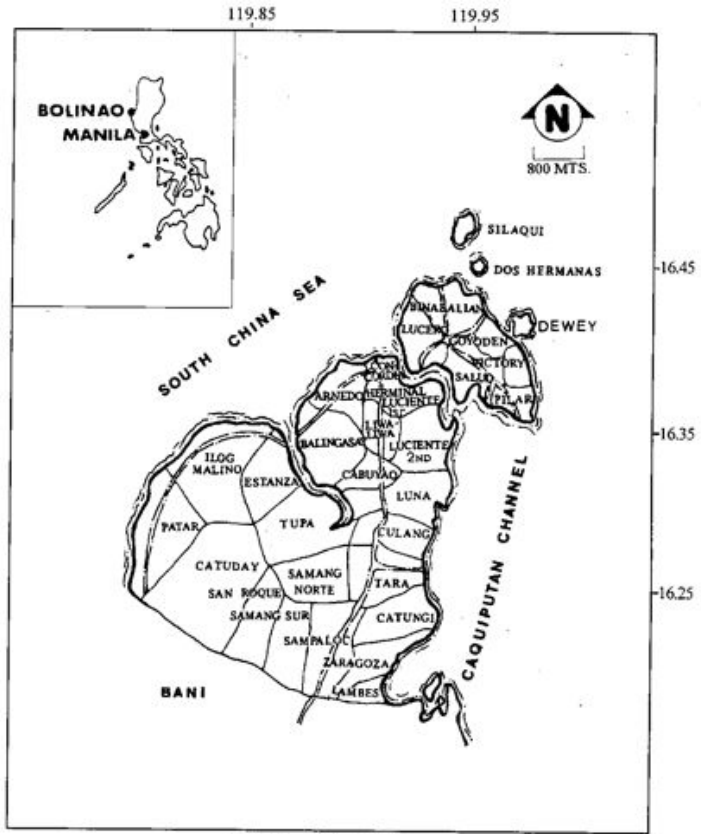 119.85
119.95
BOLINAO
MANILA
N
800 MTS.
SILAQUI
DOS HERMANAS
16.45
BINABALIAN
DEWEY
LUCERO
GOYODEN
VICTORY
SALUD
PILAR
SOUTH CHINA SEA
CON
CORDIA
ARNEDO
HERMINAL
LUCIENTE
1ST
LIWA
LIWA
16.35
BALINGASAY
LUCIENTE
2ND
ILOG
MALINO
ESTANZA
CABUYAO
LUNA
PATAR
TUPA
CULANG
CATUDAY
SAMANG
NORTE
TARA
16.25
SAN ROQUE
SAMANG SUR
CATUNGI
SAMPALOC
ZARAGOZA
LAMBES
BANI
CAQUIPUTAN CHANNEL